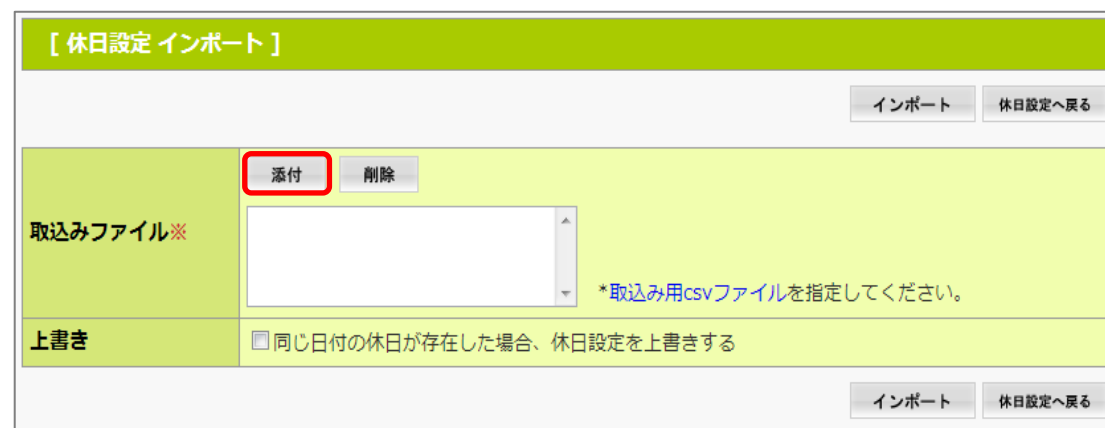 [ 休日設定 インポート ]
インポート 休日設定へ戻る
添付 削除
取込みファイル※
*取込み用csvファイルを指定してください。
上書き 同じ日付の休日が存在した場合、休日設定を上書きする
インポート 休日設定へ戻る